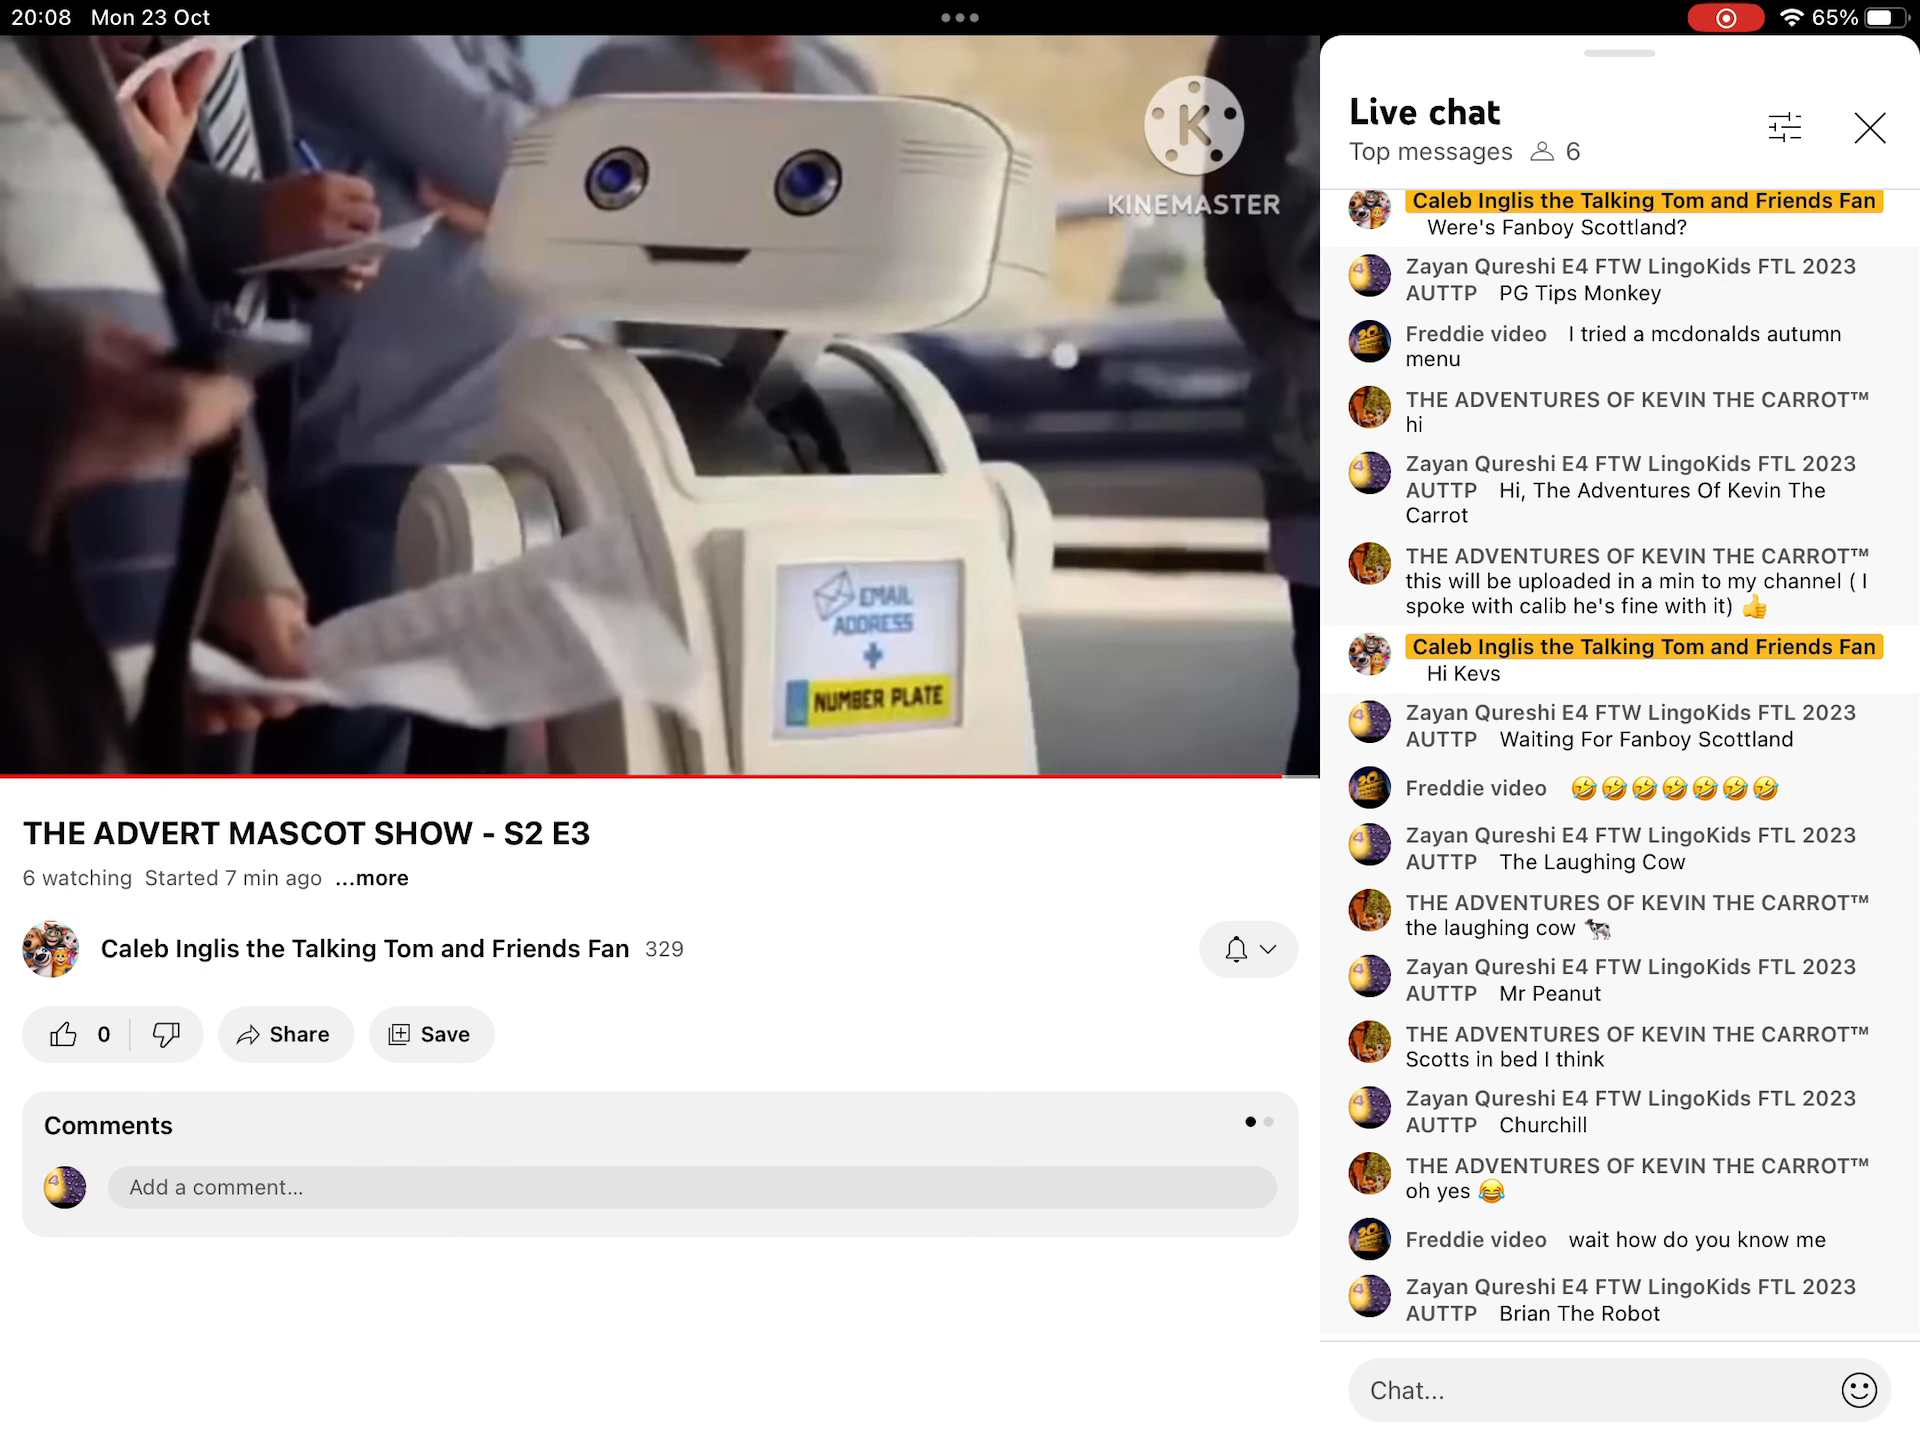 20:08 Mon 23 Oct
65%
K
KINEMASTER
EMAIL
ADDRESS
+
NUMBER PLATE
THE ADVERT MASCOT SHOW - S2 E3
6 watching Started 7 min ago ...more
Caleb Inglis the Talking Tom and Friends Fan 329
0 Share Save
Comments
Add a comment...
Live chat
Top messages 6
Caleb Inglis the Talking Tom and Friends Fan
Were's Fanboy Scottland?
Zayan Qureshi E4 FTW LingoKids FTL 2023
AUTTP PG Tips Monkey
Freddie video I tried a mcdonalds autumn
menu
THE ADVENTURES OF KEVIN THE CARROT™
hi
Zayan Qureshi E4 FTW LingoKids FTL 2023
AUTTP Hi, The Adventures Of Kevin The
Carrot
THE ADVENTURES OF KEVIN THE CARROT™
this will be uploaded in a min to my channel ( I
spoke with calib he's fine with it) 👍
Caleb Inglis the Talking Tom and Friends Fan
Hi Kevs
Zayan Qureshi E4 FTW LingoKids FTL 2023
AUTTP Waiting For Fanboy Scottland
Freddie video 🤣🤣🤣🤣🤣🤣🤣
Zayan Qureshi E4 FTW LingoKids FTL 2023
AUTTP The Laughing Cow
THE ADVENTURES OF KEVIN THE CARROT™
the laughing cow 🐄
Zayan Qureshi E4 FTW LingoKids FTL 2023
AUTTP Mr Peanut
THE ADVENTURES OF KEVIN THE CARROT™
Scotts in bed I think
Zayan Qureshi E4 FTW LingoKids FTL 2023
AUTTP Churchill
THE ADVENTURES OF KEVIN THE CARROT™
oh yes 😂
Freddie video wait how do you know me
Zayan Qureshi E4 FTW LingoKids FTL 2023
AUTTP Brian The Robot
Chat...